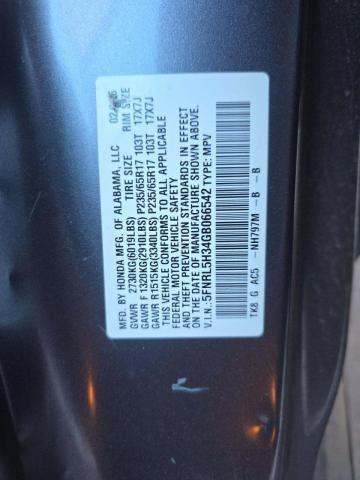 MFD. BY HONDA MFG. OF ALABAMA, LLC
TIRE SIZE RIM SIZE
GVWR 2730KG(6019LBS)
GAWR F 1320KG(2910LBS) P235/65R17 103T 17X7J
GAWR R1515KG(3340LBS) P235/65R17 103T 17X7J
THIS VEHICLE CONFORMS TO ALL APPLICABLE
FEDERAL MOTOR VEHICLE SAFETY
AND THEFT PREVENTION STANDARDS IN EFFECT
ON THE DATE OF MANUFACTURE SHOWN ABOVE.
V.I.N.:5FNRL5H34GB066542 TYPE: MPV
TK8 G AC5 -NH797M -B -B